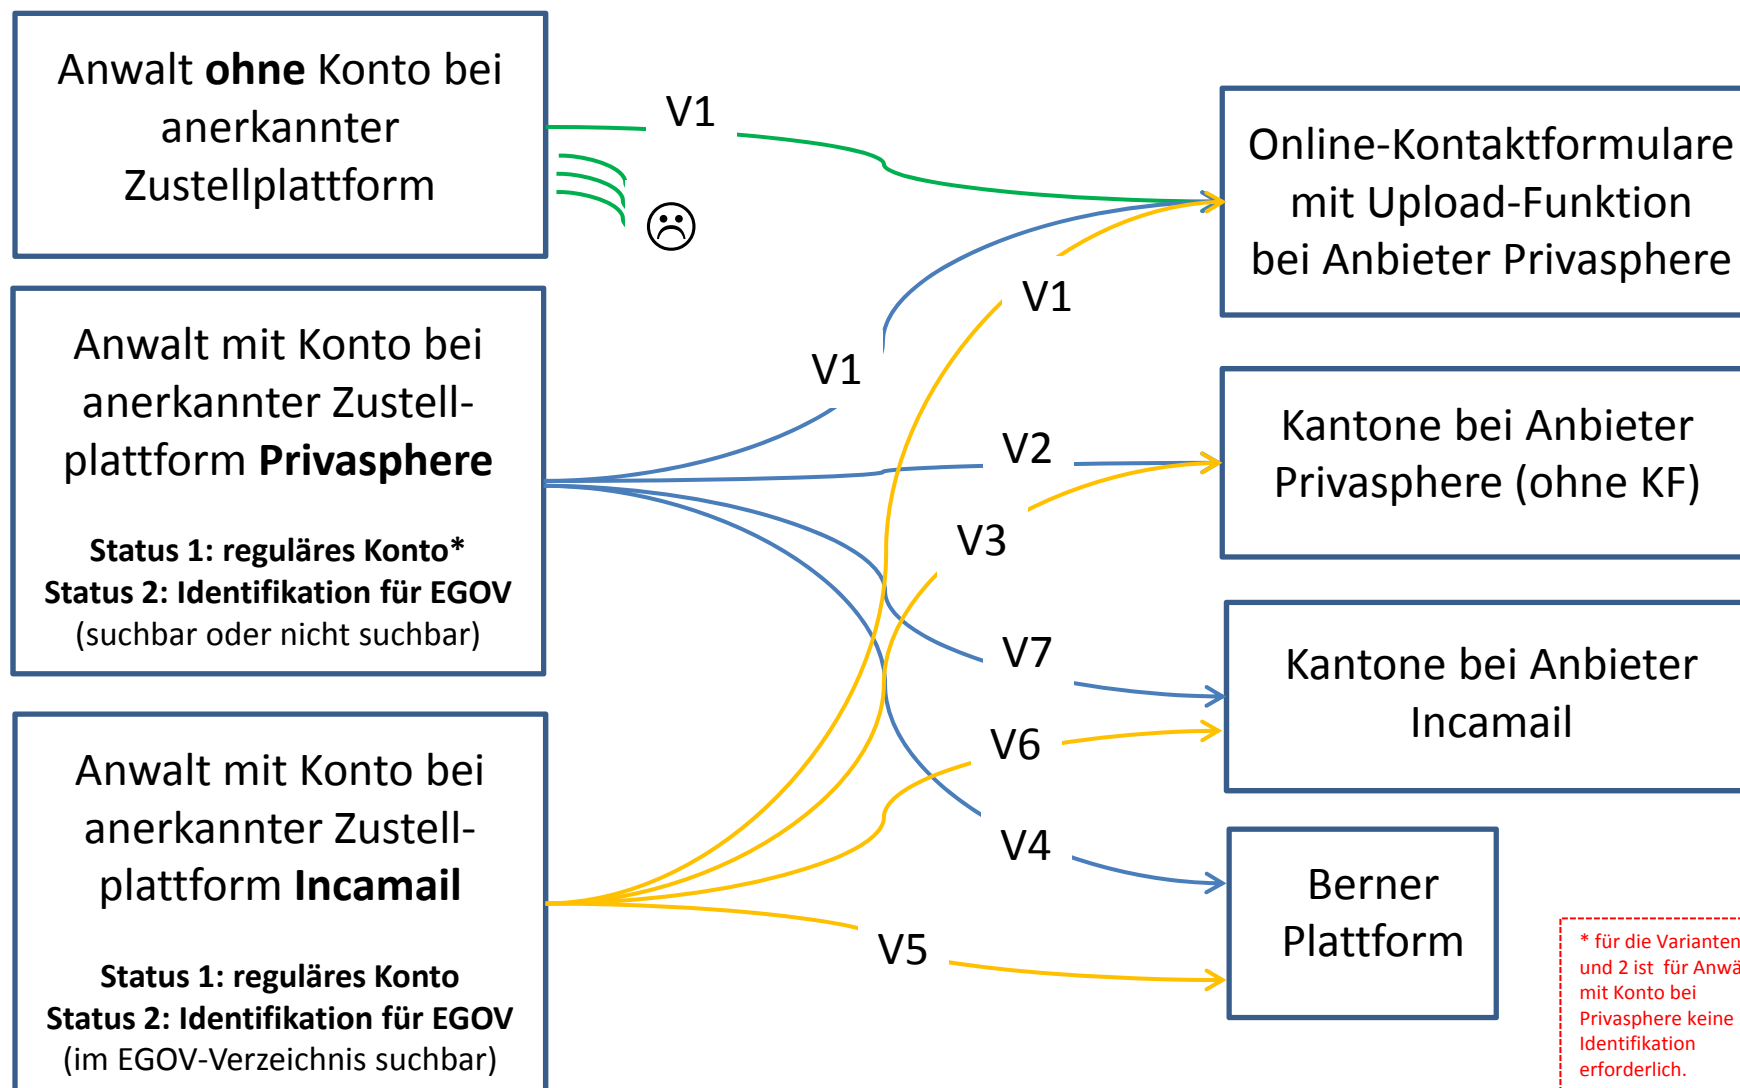 Anwalt ohne Konto bei
anerkannter
Zustellplattform
Anwalt mit Konto bei
anerkannter Zustell-
plattform Privasphere
Status 1: reguläres Konto*
Status 2: Identifikation für EGOV
(suchbar oder nicht suchbar)
Anwalt mit Konto bei
anerkannter Zustell-
plattform Incamail
Status 1: reguläres Konto
Status 2: Identifikation für EGOV
(im EGOV-Verzeichnis suchbar)
V1
V1
V1
V2
V3
V7
V6
V4
V5
Online-Kontaktformulare
mit Upload-Funktion
bei Anbieter Privasphere
Kantone bei Anbieter
Privasphere (ohne KF)
Kantone bei Anbieter
Incamail
Berner
Plattform
* für die Varianten
und 2 ist für
mit Konto bei
Privasphere keine
Identifikation
erforderlich.